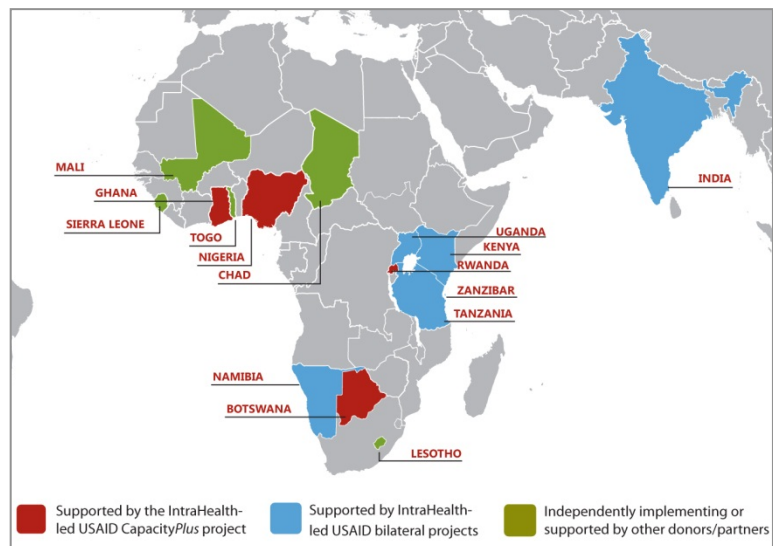 MALI
GHANA
SIERRA LEONE
TOGO
NIGERIA
CHAD
INDIA
UGANDA
KENYA
RWANDA
ZANZIBAR
TANZANIA
NAMIBIA
BOTSWANA
LESOTHO
Supported by the IntraHealth-
led USAID CapacityPlus project
Supported by IntraHealth-
led USAID bilateral projects
Independently implementing or
supported by other donors/partners